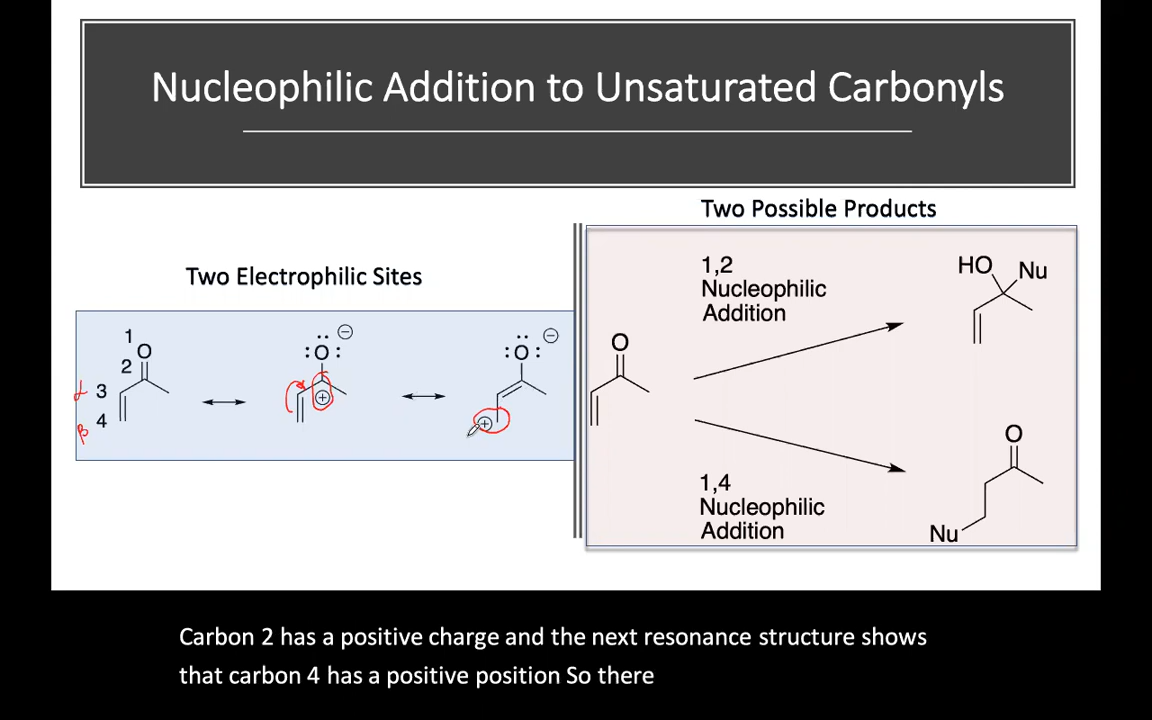 Nucleophilic Addition to Unsaturated Carbonyls
Two Possible Products
Two Electrophilic Sites
1
O
2
α 3
β 4
:O:
⊖
⊕
:O:
⊖
⊕
O
1,2
Nucleophilic
Addition
HO
Nu
1,4
Nucleophilic
Addition
O
Nu
Carbon 2 has a positive charge and the next resonance structure shows
that carbon 4 has a positive position So there